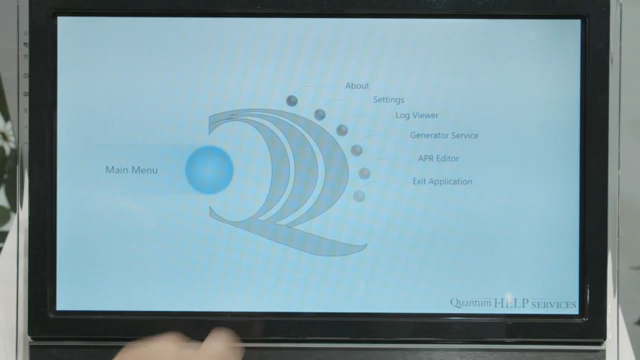 About
Settings
Log Viewer
Generator Service
APR Editor
Main Menu
Exit Application
Quantum HELP SERVICES